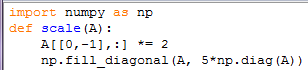 import numpy as np
def scale(A):
    A[[0,-1],:] *= 2
    np.fill_diagonal(A, 5*np.diag(A))